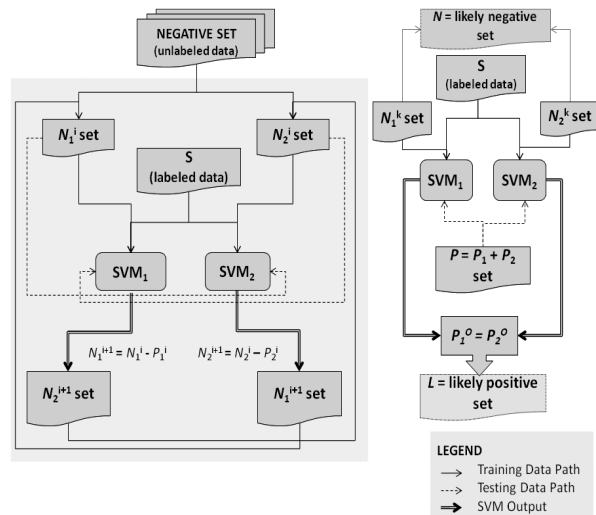 NEGATIVE SET
(unlabeled data)
N₁ⁱ set
N₂ⁱ set
S
(labeled data)
SVM₁
SVM₂
N₁ⁱ⁺¹ = N₁ⁱ - P₁ⁱ
N₂ⁱ⁺¹ = N₂ⁱ – P₂ⁱ
N₂ⁱ⁺¹ set
N₁ⁱ⁺¹ set
N = likely negative
set
S
(labeled data)
N₁ᵏ set
N₂ᵏ set
SVM₁
SVM₂
P = P₁ + P₂
set
P₁ᴼ = P₂ᴼ
L = likely positive
set
LEGEND
Training Data Path
Testing Data Path
SVM Output